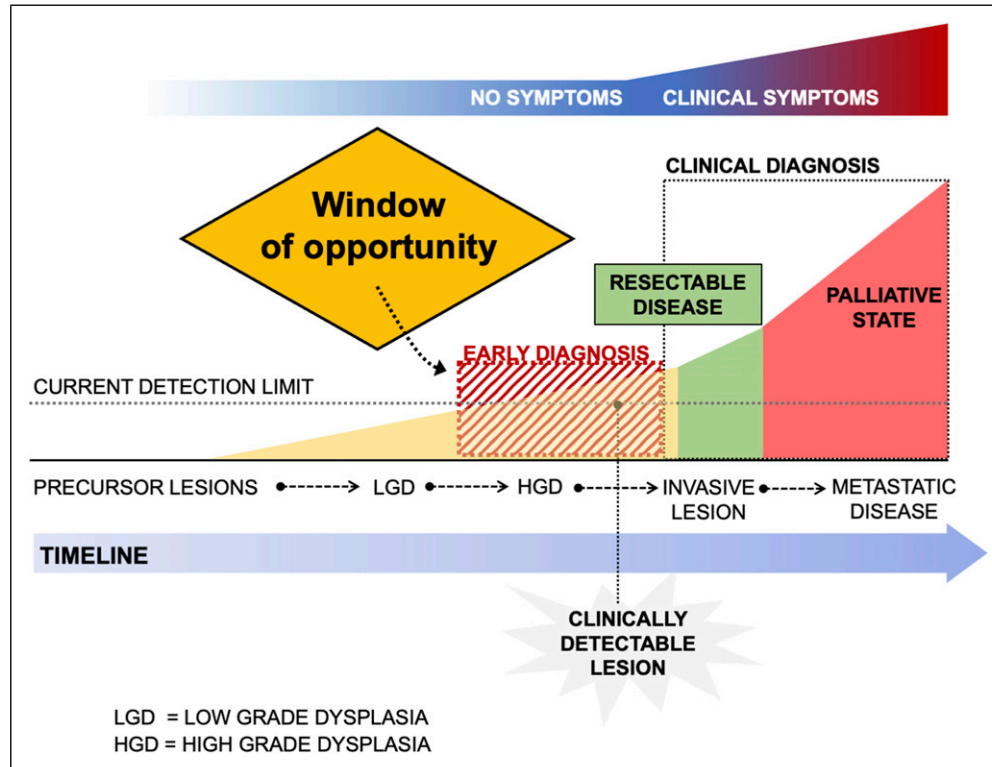 NO SYMPTOMS
CLINICAL SYMPTOMS
CLINICAL DIAGNOSIS
Window
of opportunity
RESECTABLE
DISEASE
PALLIATIVE
STATE
EARLY DIAGNOSIS
CURRENT DETECTION LIMIT
PRECURSOR LESIONS
LGD
HGD
INVASIVE
LESION
METASTATIC
DISEASE
TIMELINE
CLINICALLY
DETECTABLE
LESION
LGD = LOW GRADE DYSPLASIA
HGD = HIGH GRADE DYSPLASIA